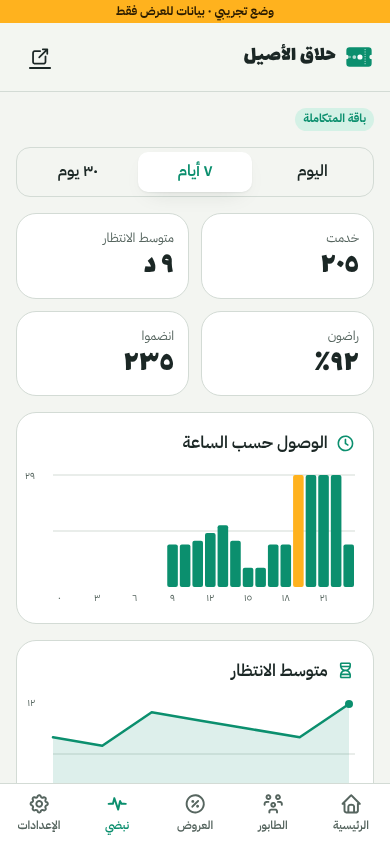 وضع تجريبي · بيانات للعرض فقط
حلاق الأصيل
باقة المتكاملة
اليوم
٧ أيام
٣٠ يوم
خدمت
٢٠٥
متوسط الانتظار
٩ د
راضون
٩٢٪
انضموا
٢٣٥
الوصول حسب الساعة
٢٩
٠ ٣ ٦ ٩ ١٢ ١٥ ١٨ ٢١
متوسط الانتظار
١٢
الرئيسية
الطابور
العروض
نبضي
الإعدادات